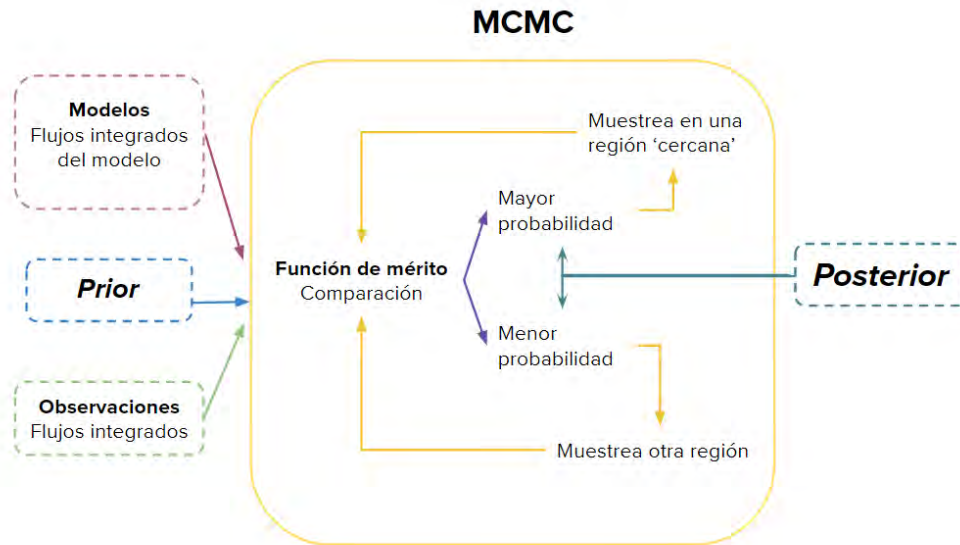 MCMC
Modelos
Flujos integrados
del modelo
Prior
Observaciones
Flujos integrados
Función de mérito
Comparación
Muestrea en una
región ‘cercana’
Mayor
probabilidad
Menor
probabilidad
Muestrea otra región
Posterior